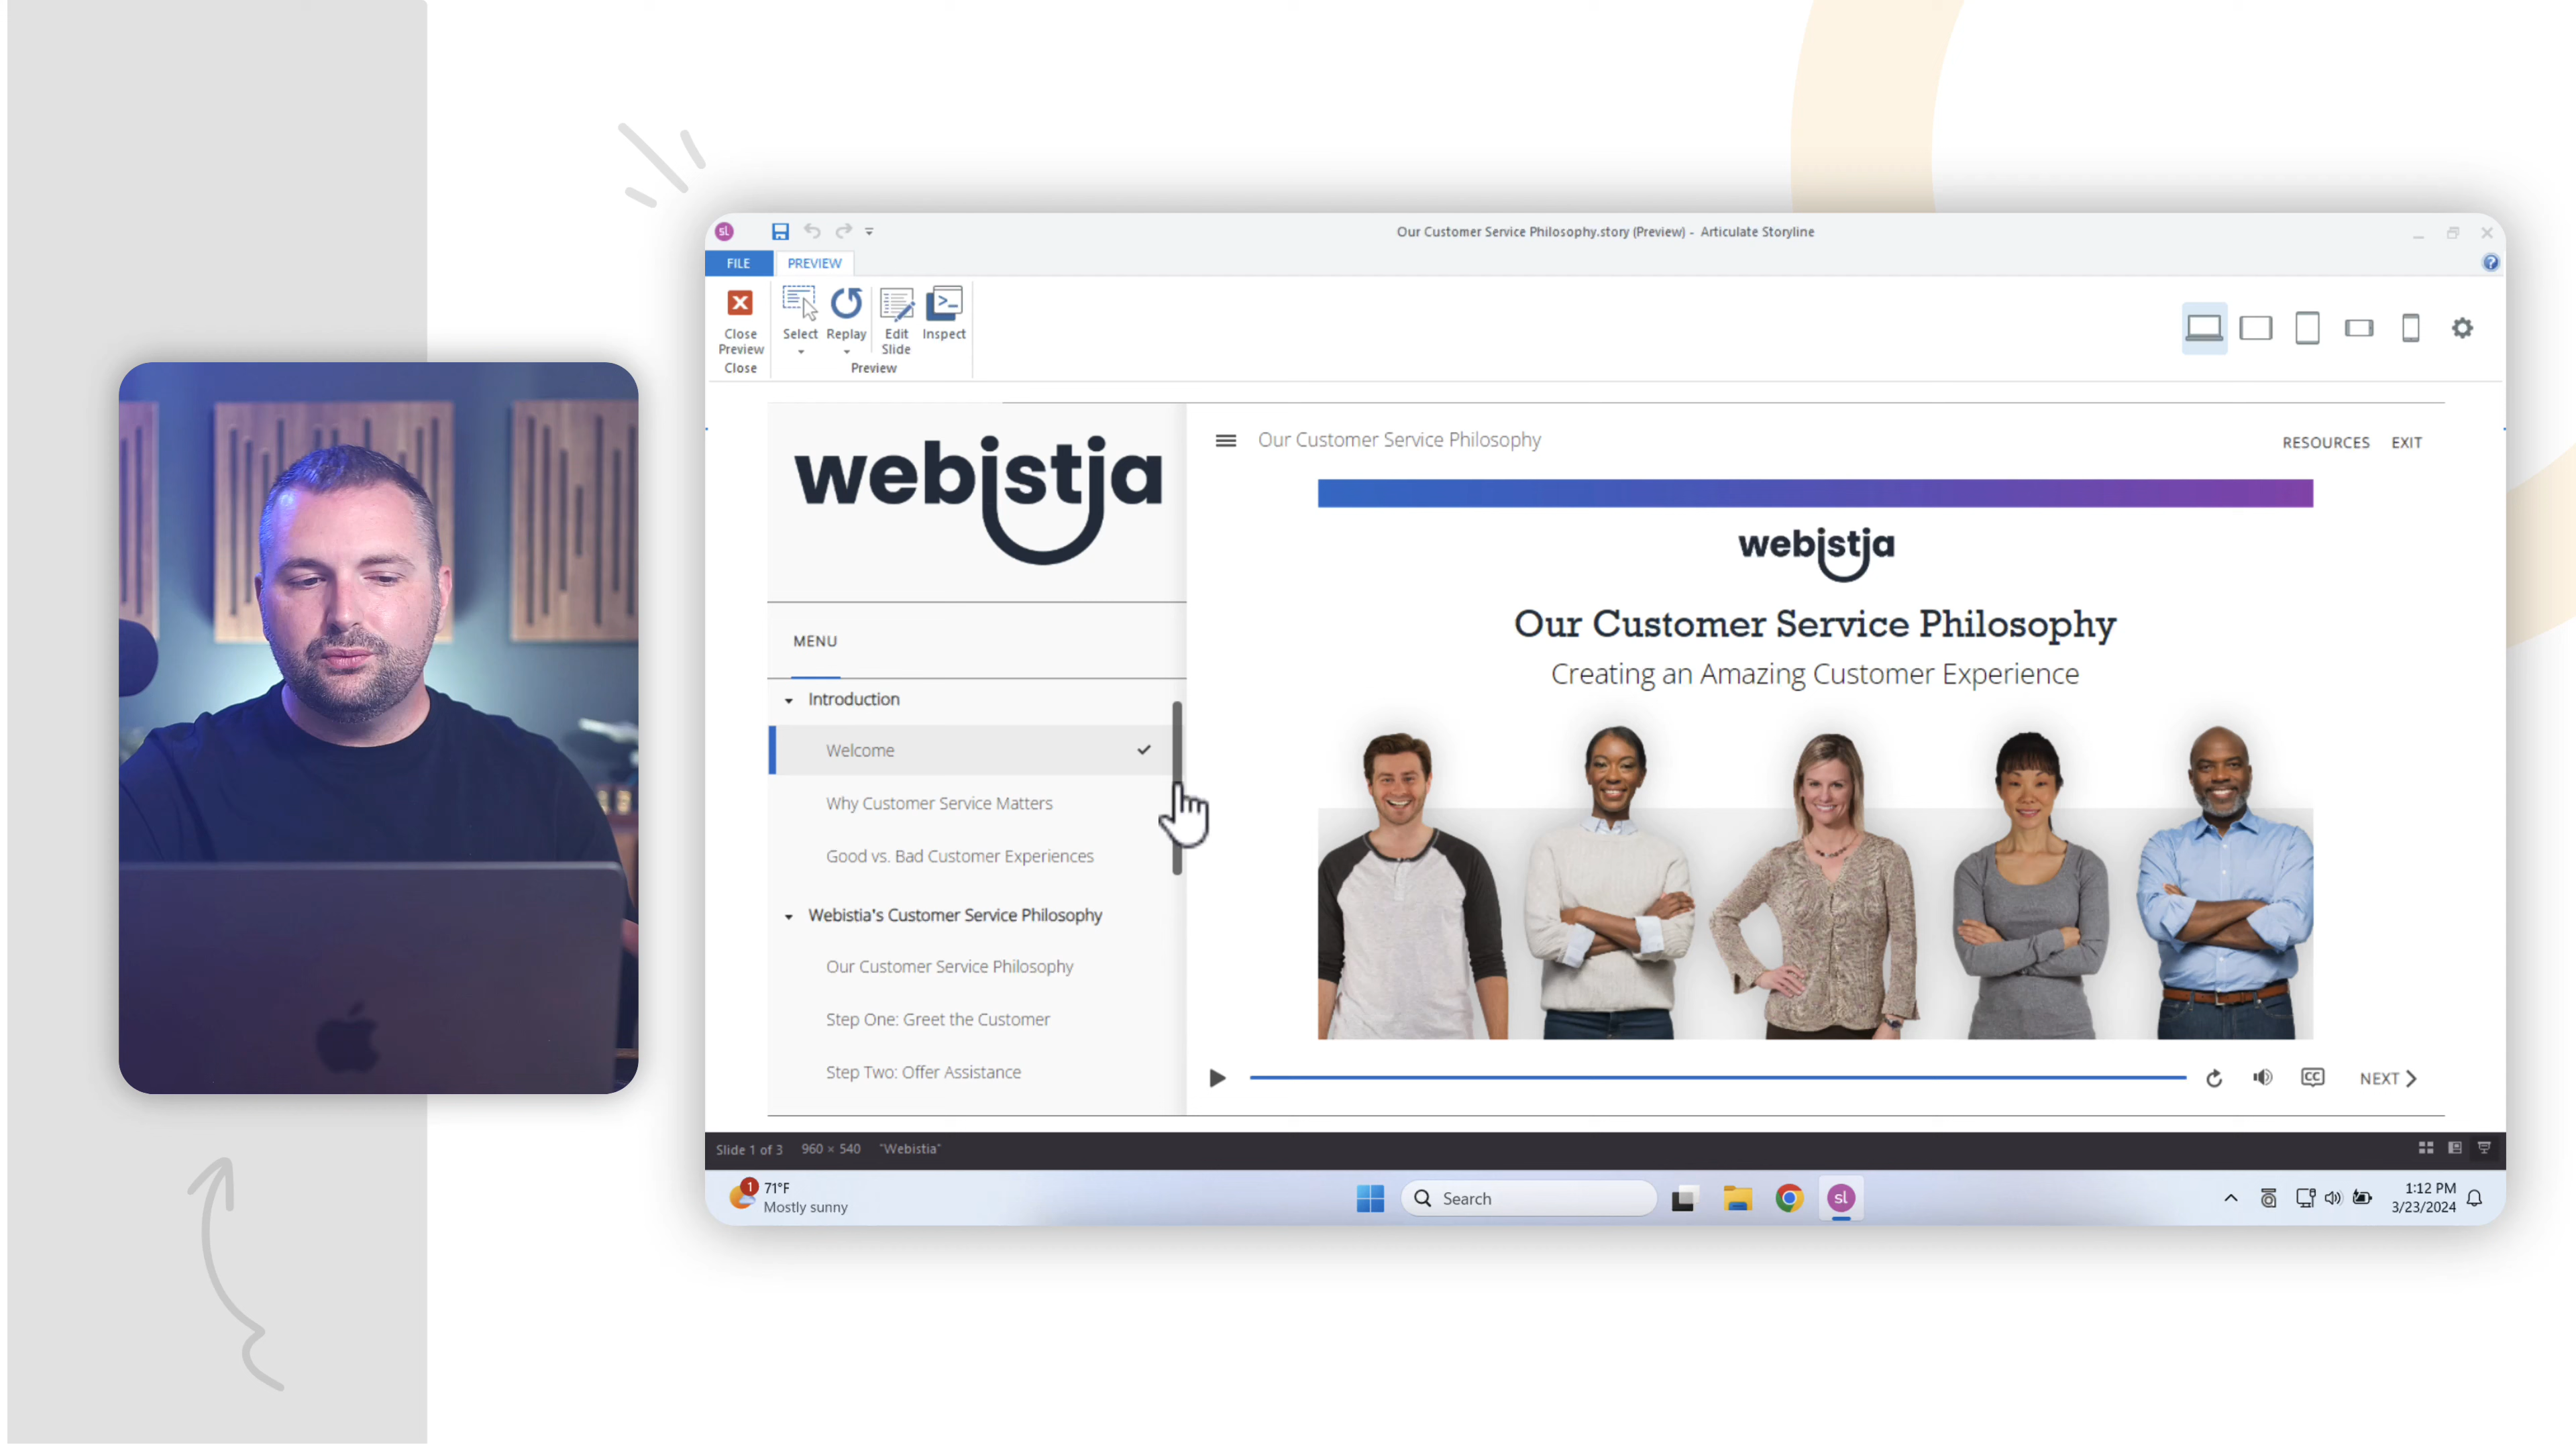 sl
Our Customer Service Philosophy.story (Preview) - Articulate Storyline
FILE
PREVIEW
?
Close Preview
Select
Replay
Edit Slide
Inspect
Close
Preview
webistja
MENU
Introduction
Welcome
Why Customer Service Matters
Good vs. Bad Customer Experiences
Webistia's Customer Service Philosophy
Our Customer Service Philosophy
Step One: Greet the Customer
Step Two: Offer Assistance
Our Customer Service Philosophy
RESOURCES
EXIT
webistja
Our Customer Service Philosophy
Creating an Amazing Customer Experience
CC
NEXT
Slide 1 of 3
960 × 540
"Webistia"
1
71°F
Mostly sunny
Search
sl
1:12 PM
3/23/2024